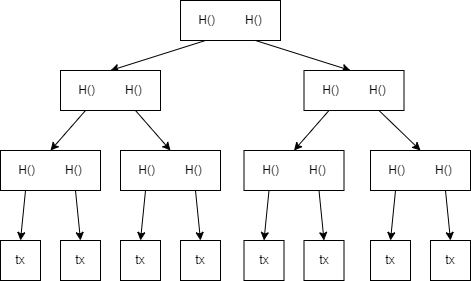 H() H()
H() H() H() H()
H() H() H() H() H() H() H() H()
tx tx tx tx tx tx tx tx